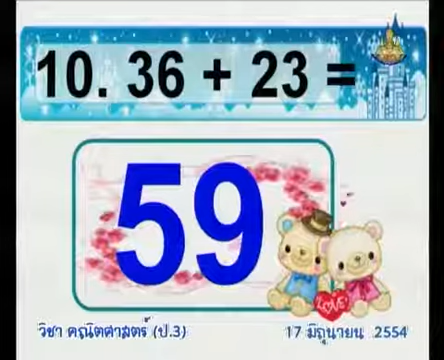 10. 36 + 23 =
59
LOVE
วิชา คณิตศาสตร์ (ป.3)
17 มิถุนายน 2554